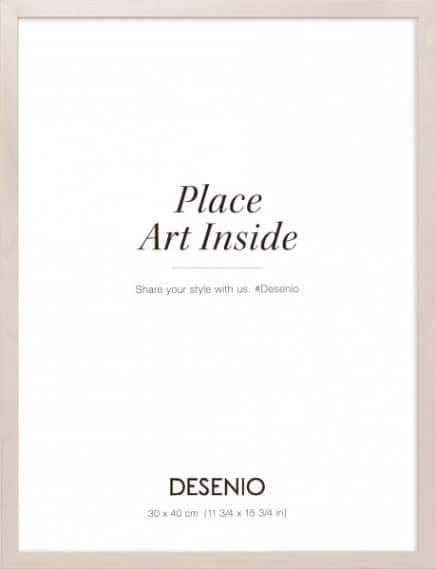 Place
Art Inside
Share your style with us. #Desenio
DESENIO
30 x 40 cm (11 3/4 x 15 3/4 in)